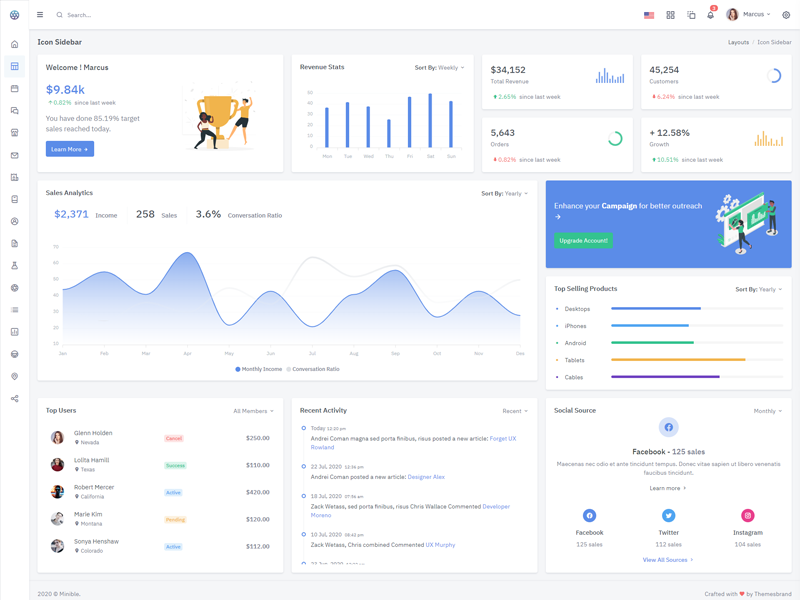 Search...
3
Marcus
Icon Sidebar
Layouts / Icon Sidebar
Welcome ! Marcus
$9.84k
0.82% since last week
You have done 85.19% target
sales reached today.
Learn More
Revenue Stats
Sort By: Weekly
50
40
30
20
10
0
Mon Tue Wed Thu Fri Sat Sun
$34,152
Total Revenue
2.65% since last week
45,254
Customers
6.24% since last week
5,643
Orders
0.82% since last week
+ 12.58%
Growth
10.51% since last week
Sales Analytics
Sort By: Yearly
$2,371 Income
258 Sales
3.6% Conversation Ratio
70
60
50
40
30
20
10
Jan Feb Mar Apr May Jun Jul Aug Sep Oct Nov Dec
Monthly Income Conversation Ratio
Enhance your Campaign for better outreach
Upgrade Account!
Top Selling Products
Sort By: Yearly
Desktops
iPhones
Android
Tablets
Cables
Top Users
All Members
Glenn Holden
Nevada
Cancel
$250.00
Lolita Hamill
Texas
Success
$110.00
Robert Mercer
California
Active
$420.00
Marie Kim
Montana
Pending
$120.00
Sonya Henshaw
Colorado
Active
$112.00
Recent Activity
Recent
Today 12:20 pm
Andrei Coman magna sed porta finibus, risus posted a new article: Forget UX
Rowland
22 Jul, 2020 12:36 pm
Andrei Coman posted a new article: Designer Alex
18 Jul, 2020 07:56 am
Zack Wetass, sed porta finibus, risus Chris Wallace Commented Developer
Moreno
10 Jul, 2020 08:42 pm
Zack Wetass, Chris combined Commented UX Murphy
Social Source
Monthly
Facebook - 125 sales
Maecenas nec odio et ante tincidunt tempus. Donec vitae sapien ut libero venenatis
faucibus tincidunt.
Learn more
Facebook
125 sales
Twitter
112 sales
Instagram
104 sales
View All Sources
2020 © Minible.
Crafted with by Themesbrand